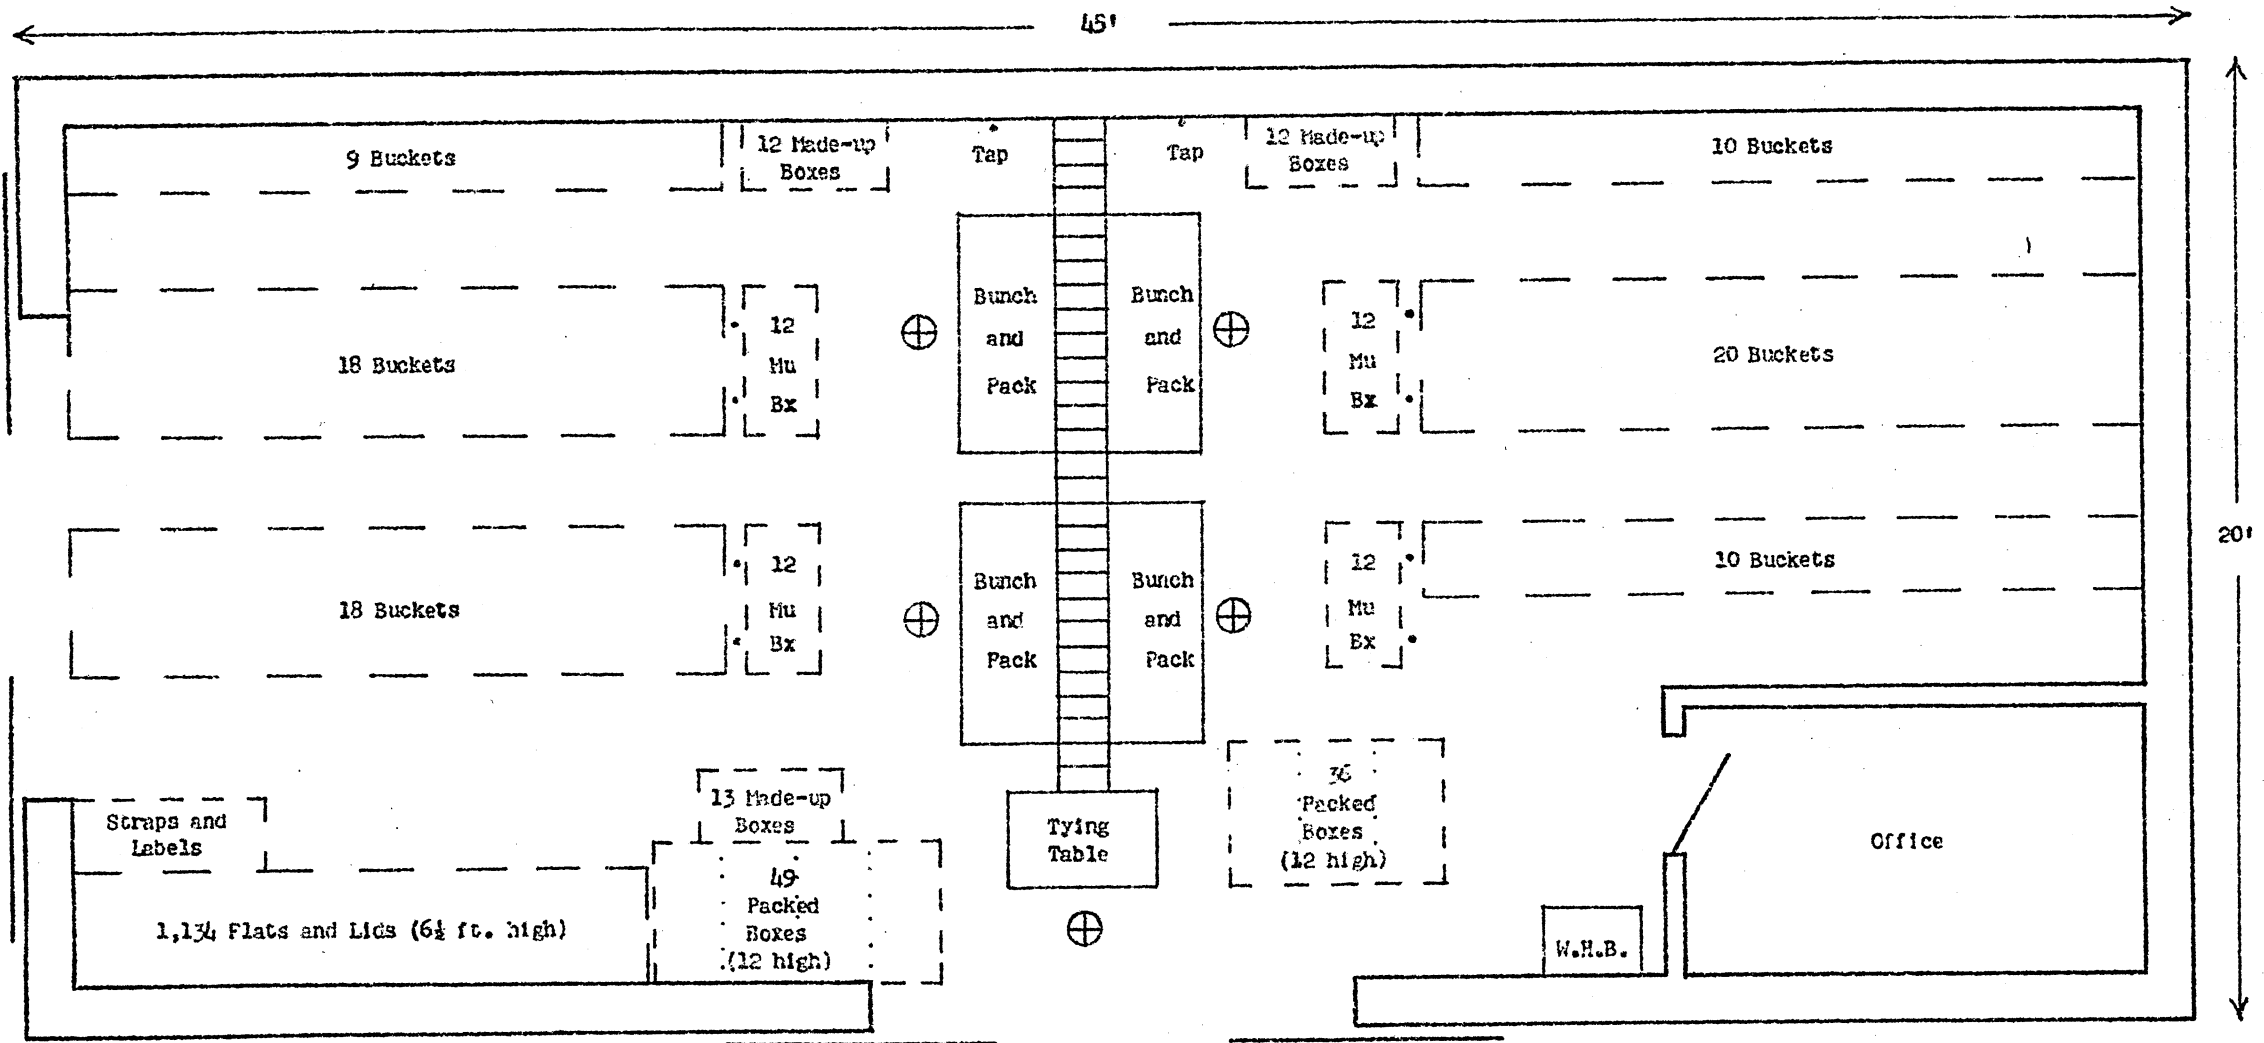 45'
9 Buckets
12 Made-up
Boxes
Tap
Tap
12 Made-up
Boxes
10 Buckets
18 Buckets
12
Mu
Bx
Bunch
and
Pack
Bunch
and
Pack
12
Mu
Bx
20 Buckets
20'
18 Buckets
12
Mu
Bx
Bunch
and
Pack
Bunch
and
Pack
12
Mu
Bx
10 Buckets
Straps and
Labels
13 Made-up
Boxes
Tying
Table
36
Packed
Boxes
(12 high)
Office
1,134 Flats and Lids (6½ ft. high)
49
Packed
Boxes
(12 high)
W.H.B.